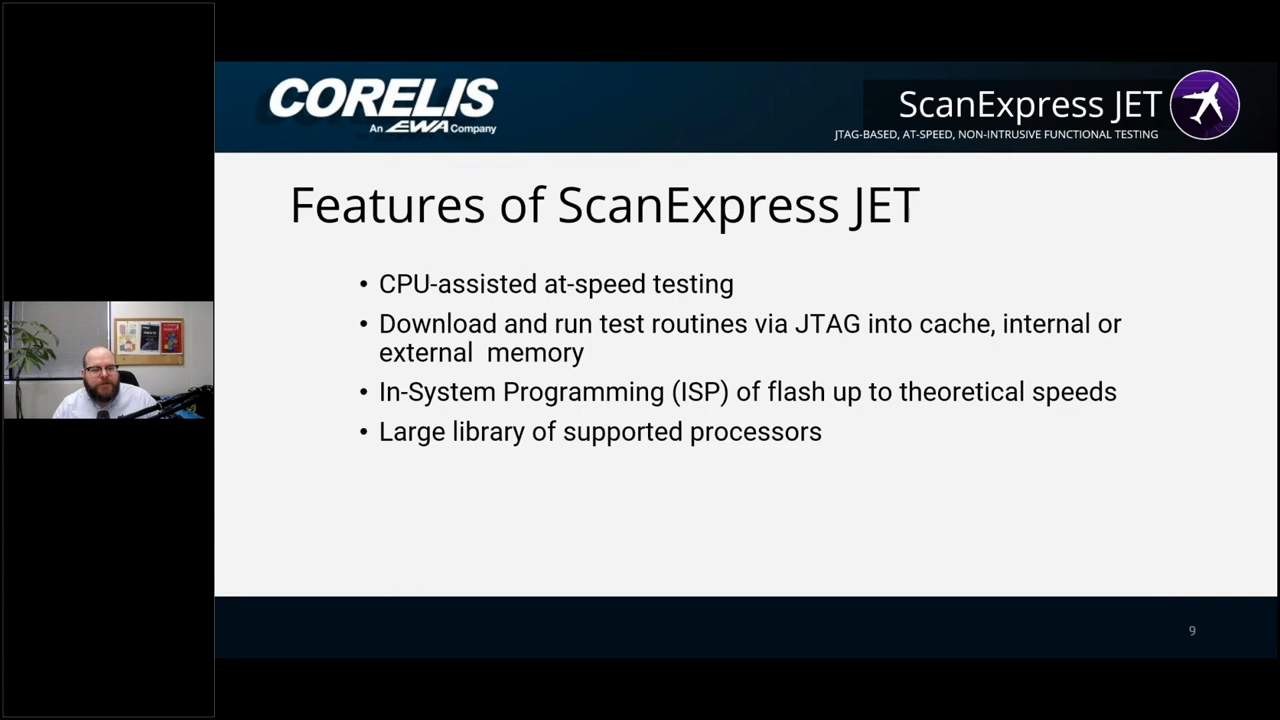 CORELIS
An EWA Company
ScanExpress JET
JTAG-BASED, AT-SPEED, NON-INTRUSIVE FUNCTIONAL TESTING
Features of ScanExpress JET
• CPU-assisted at-speed testing
• Download and run test routines via JTAG into cache, internal or
external  memory
• In-System Programming (ISP) of flash up to theoretical speeds
• Large library of supported processors
9